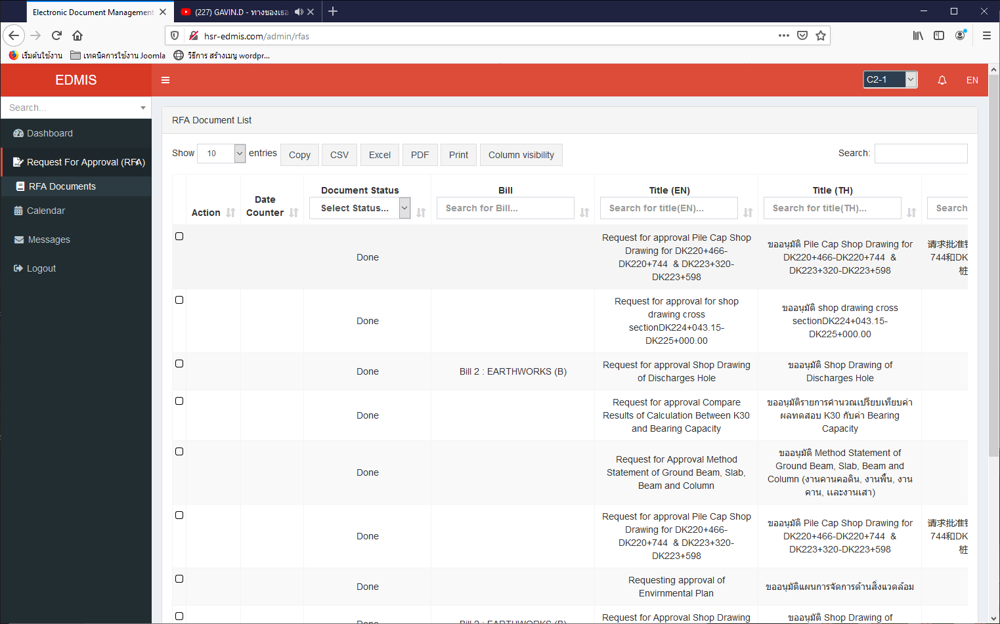 Electronic Document Management
(227) GAVIN.D - ทางของเธอ
hsr-edmis.com/admin/rfas
เริ่มต้นใช้งาน
เทคนิคการใช้งาน Joomla
วิธีการ สร้างเมนู wordpr...
EDMIS
C2-1
EN
Search...
Dashboard
Request For Approval (RFA)
RFA Documents
Calendar
Messages
Logout
RFA Document List
Show 10 entries
Copy
CSV
Excel
PDF
Print
Column visibility
Search:
Action
Date
Counter
Document Status
Select Status...
Bill
Search for Bill...
Title (EN)
Search for title(EN)...
Title (TH)
Search for title(TH)...
Search
Done
Request for approval Pile Cap Shop
Drawing for DK220+466-
DK220+744 & DK223+320-
DK223+598
ขออนุมัติ Pile Cap Shop Drawing for
DK220+466-DK220+744 &
DK223+320-DK223+598
请求批准
744和DK
桩
Done
Request for approval for shop
drawing cross
sectionDK224+043.15-
DK225+000.00
ขออนุมัติ shop drawing cross
sectionDK224+043.15-
DK225+000.00
Done
Bill 2 : EARTHWORKS (B)
Request for approval Shop Drawing
of Discharges Hole
ขออนุมัติ Shop Drawing of
Discharges Hole
Done
Request for approval Compare
Results of Calculation Between K30
and Bearing Capacity
ขออนุมัติรายการคำนวณเปรียบเทียบค่า
ผลทดสอบ K30 กับค่า Bearing
Capacity
Done
Request for Approval Method
Statement of Ground Beam, Slab,
Beam and Column
ขออนุมัติ Method Statement of
Ground Beam, Slab, Beam and
Column (งานคานคอดิน, งานพื้น, งาน
คาน, และงานเสา)
Done
Request for approval Pile Cap Shop
Drawing for DK220+466-
DK220+744 & DK223+320-
DK223+598
ขออนุมัติ Pile Cap Shop Drawing for
DK220+466-DK220+744 &
DK223+320-DK223+598
请求批准
744和DK
桩
Done
Requesting approval of
Envirnmental Plan
ขออนุมัติแผนการจัดการด้านสิ่งแวดล้อม
Done
Bill 2 : EARTHWORKS (B)
Request for Approval Shop Drawing
ขออนุมัติ Shop Drawing of